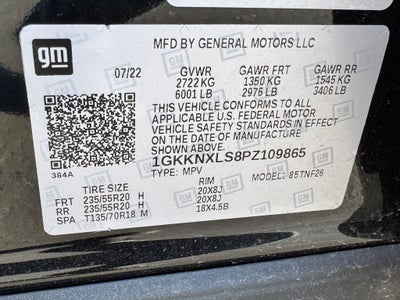 gm
MFD BY GENERAL MOTORS LLC
07/22 GVWR GAWR FRT GAWR RR
2722 KG 1350 KG 1545 KG
6001 LB 2976 LB 3406 LB
THIS VEHICLE CONFORMS TO ALL
APPLICABLE U.S. FEDERAL MOTOR
VEHICLE SAFETY STANDARDS IN EFFECT
ON THE DATE OF MANUFACTURE
SHOWN ABOVE.
1GKKNXLS8PZ109865
TYPE: MPV MODEL: 85 TNF26
384A
TIRE SIZE RIM
FRT 235/55R20 H 20X8J
RR 235/55R20 H 20X8J
SPA T135/70R18 M 18X4.5B